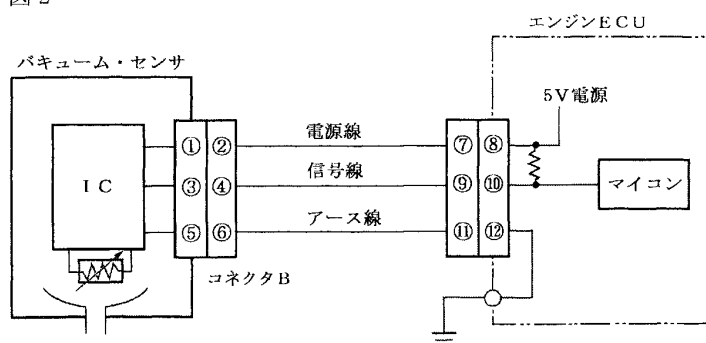 図2
エンジンECU
バキューム・センサ
5V電源
電源線
① ② ⑦ ⑧
IC
信号線
③ ④ ⑨ ⑩
マイコン
アース線
⑤ ⑥ ⑪ ⑫
コネクタB